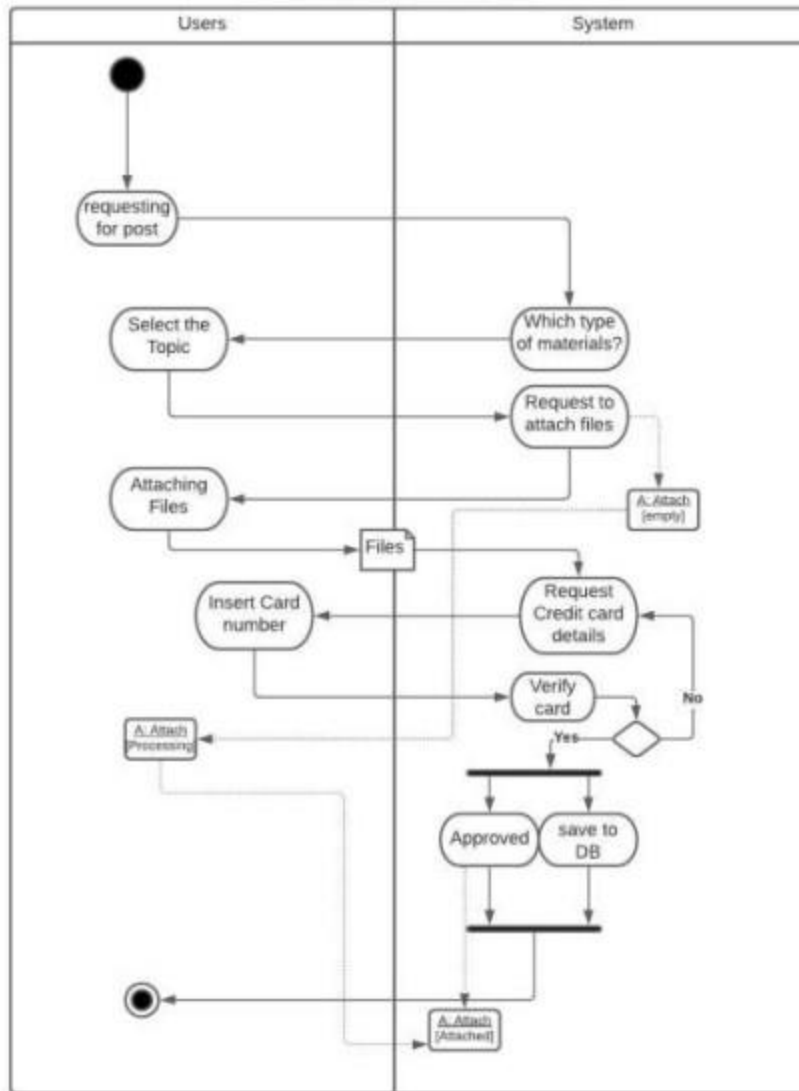 Users
System
requesting
for post
Which type
of materials?
Select the
Topic
Request to
attach files
Attaching
Files
A: Attach
[empty]
Files
Request
Credit card
details
Insert Card
number
Verify
card
No
A: Attach
[Processing
Yes
Approved
save to
DB
A: Attach
[Attached]